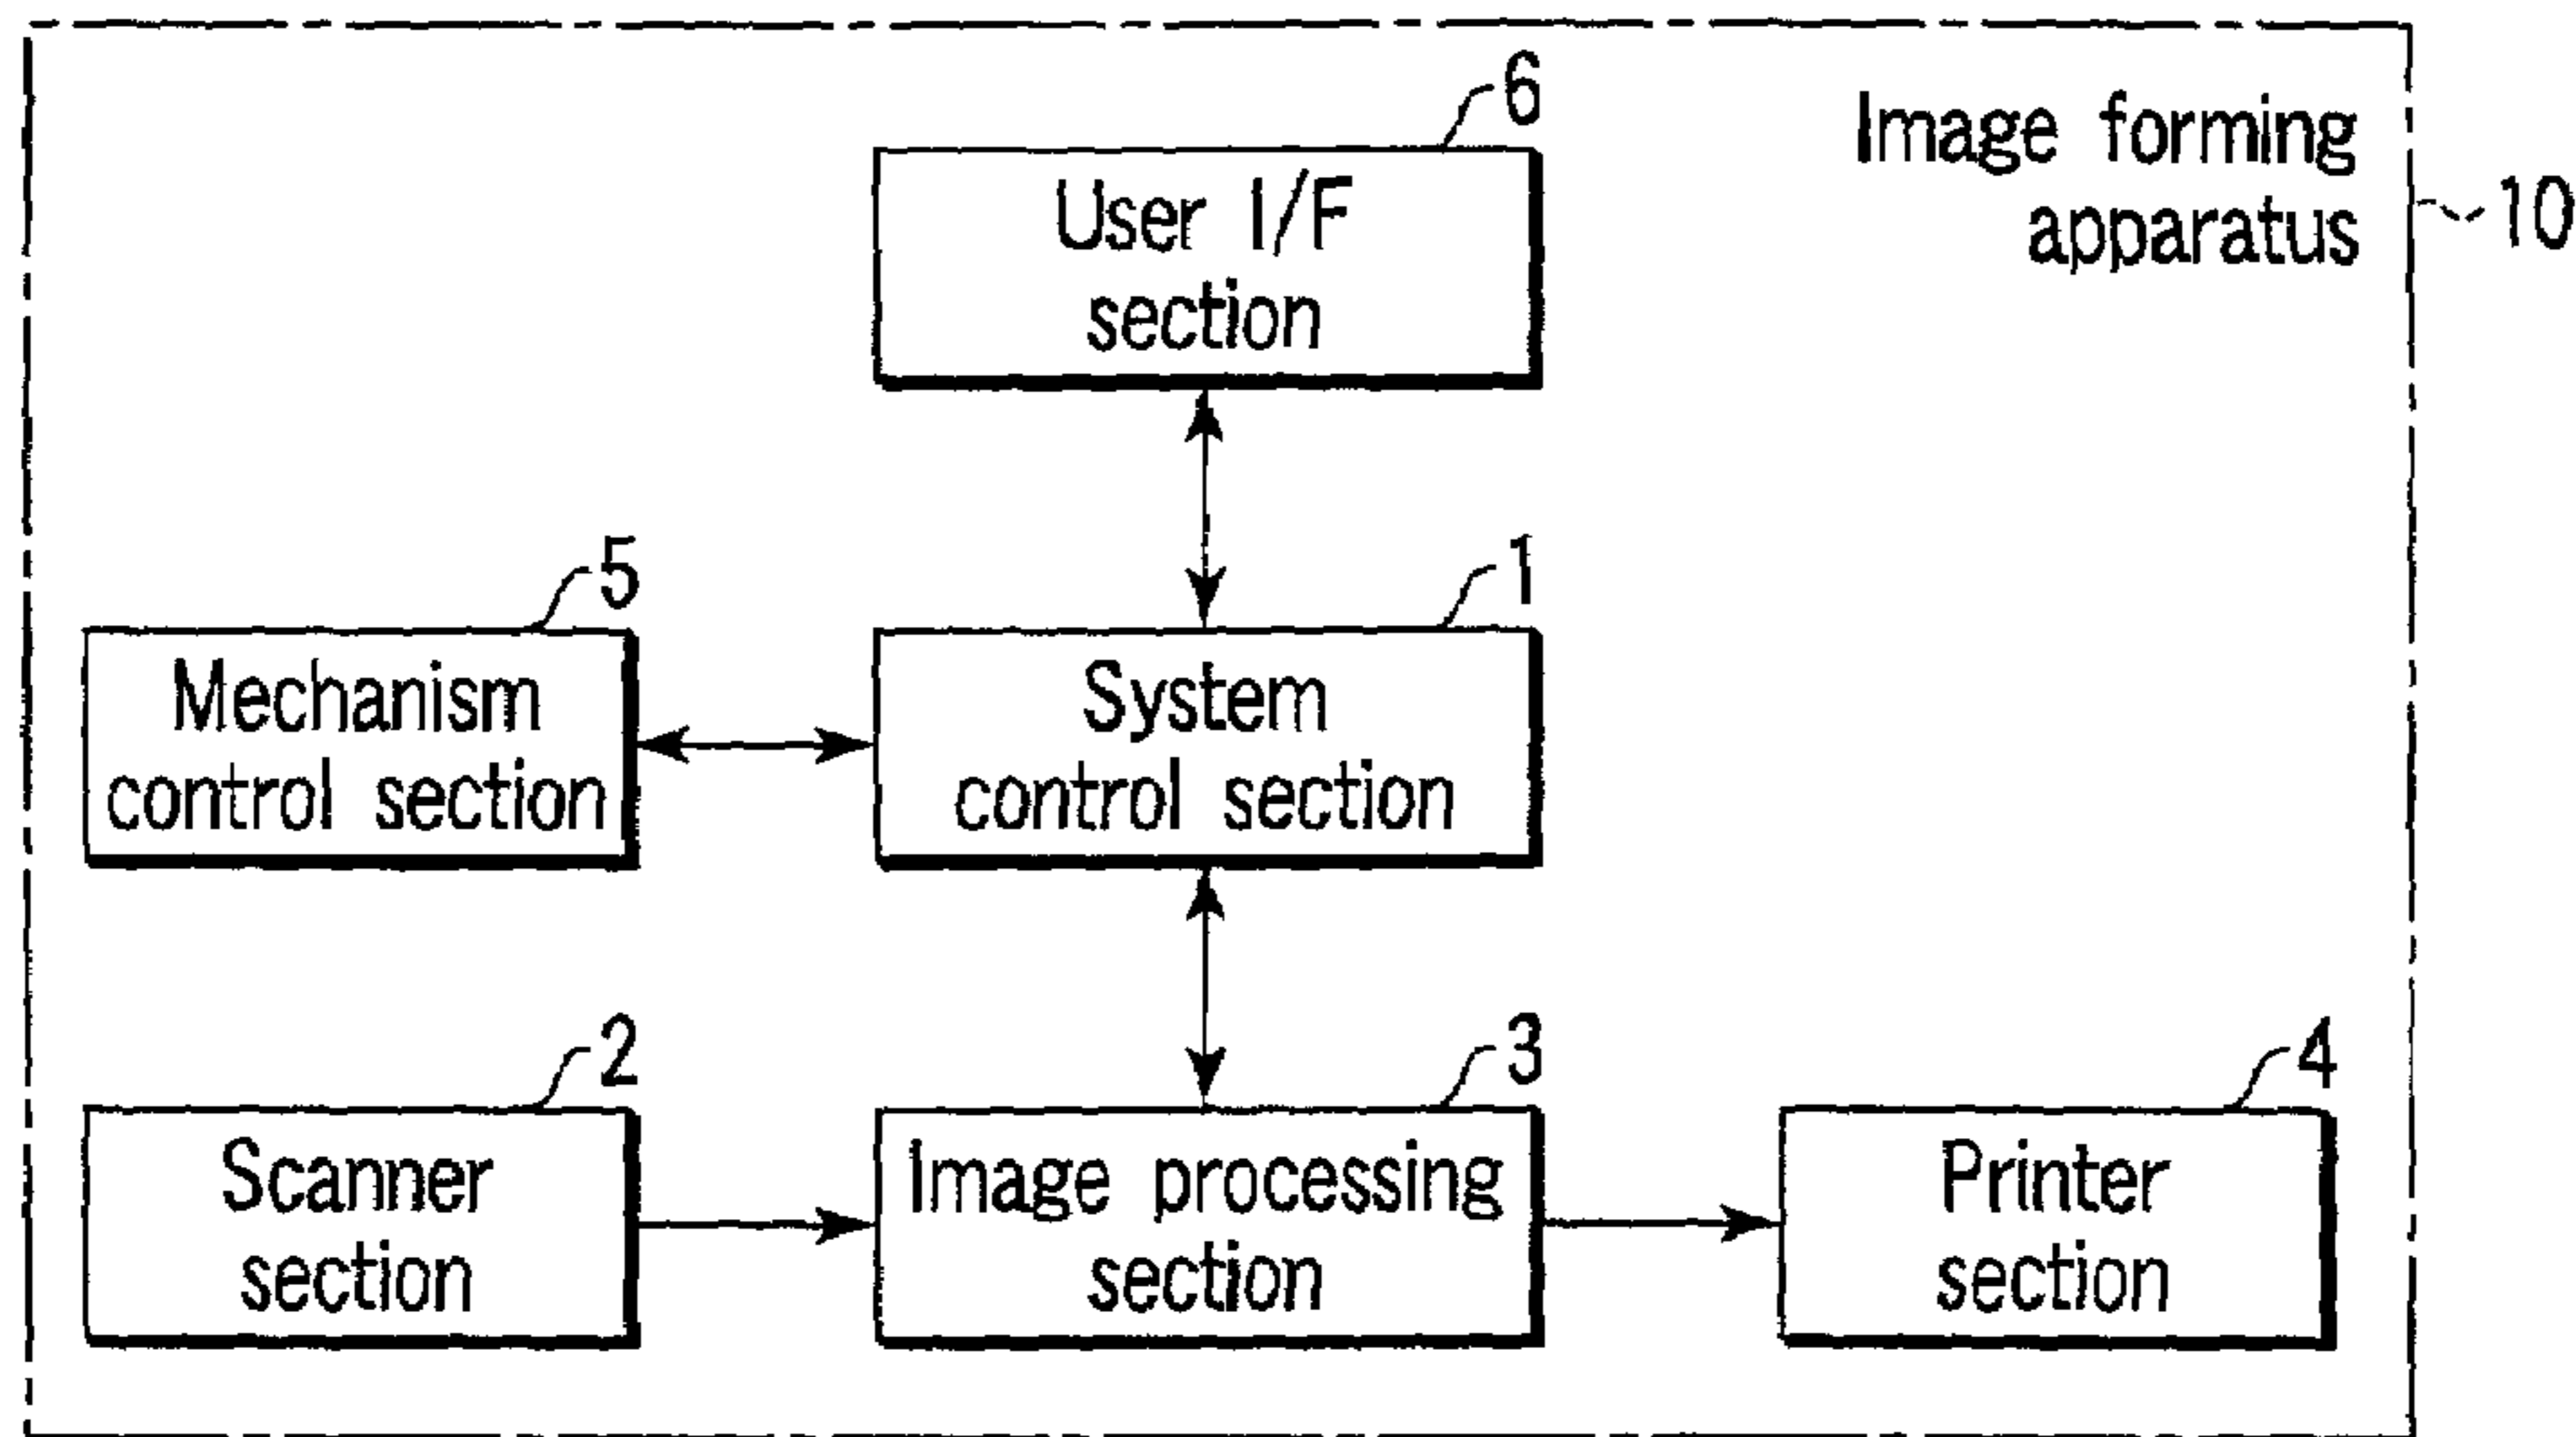 6
Image forming
apparatus
10
User I/F
section
5
1
Mechanism
control section
System
control section
2
3
4
Scanner
section
Image processing
section
Printer
section